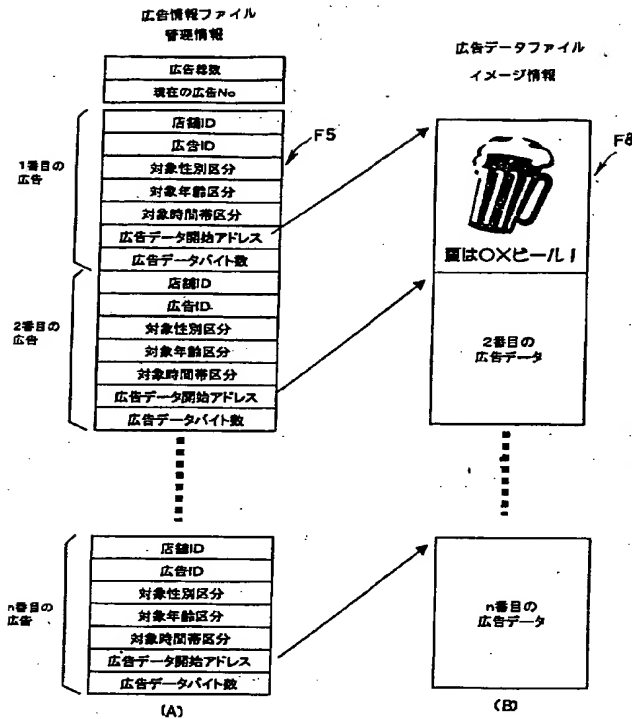 広告情報ファイル
管理情報
広告総数
現在の広告No
1番目の
広告
店舗ID
広告ID
対象性別区分
対象年齢区分
対象時間帯区分
広告データ開始アドレス
広告データバイト数
2番目の
広告
店舗ID
広告ID
対象性別区分
対象年齢区分
対象時間帯区分
広告データ開始アドレス
広告データバイト数
n番目の
広告
店舗ID
広告ID
対象性別区分
対象年齢区分
対象時間帯区分
広告データ開始アドレス
広告データバイト数
(A)
F5
広告データファイル
イメージ情報
F8
夏は〇×ビール!
2番目の
広告データ
n番目の
広告データ
(B)